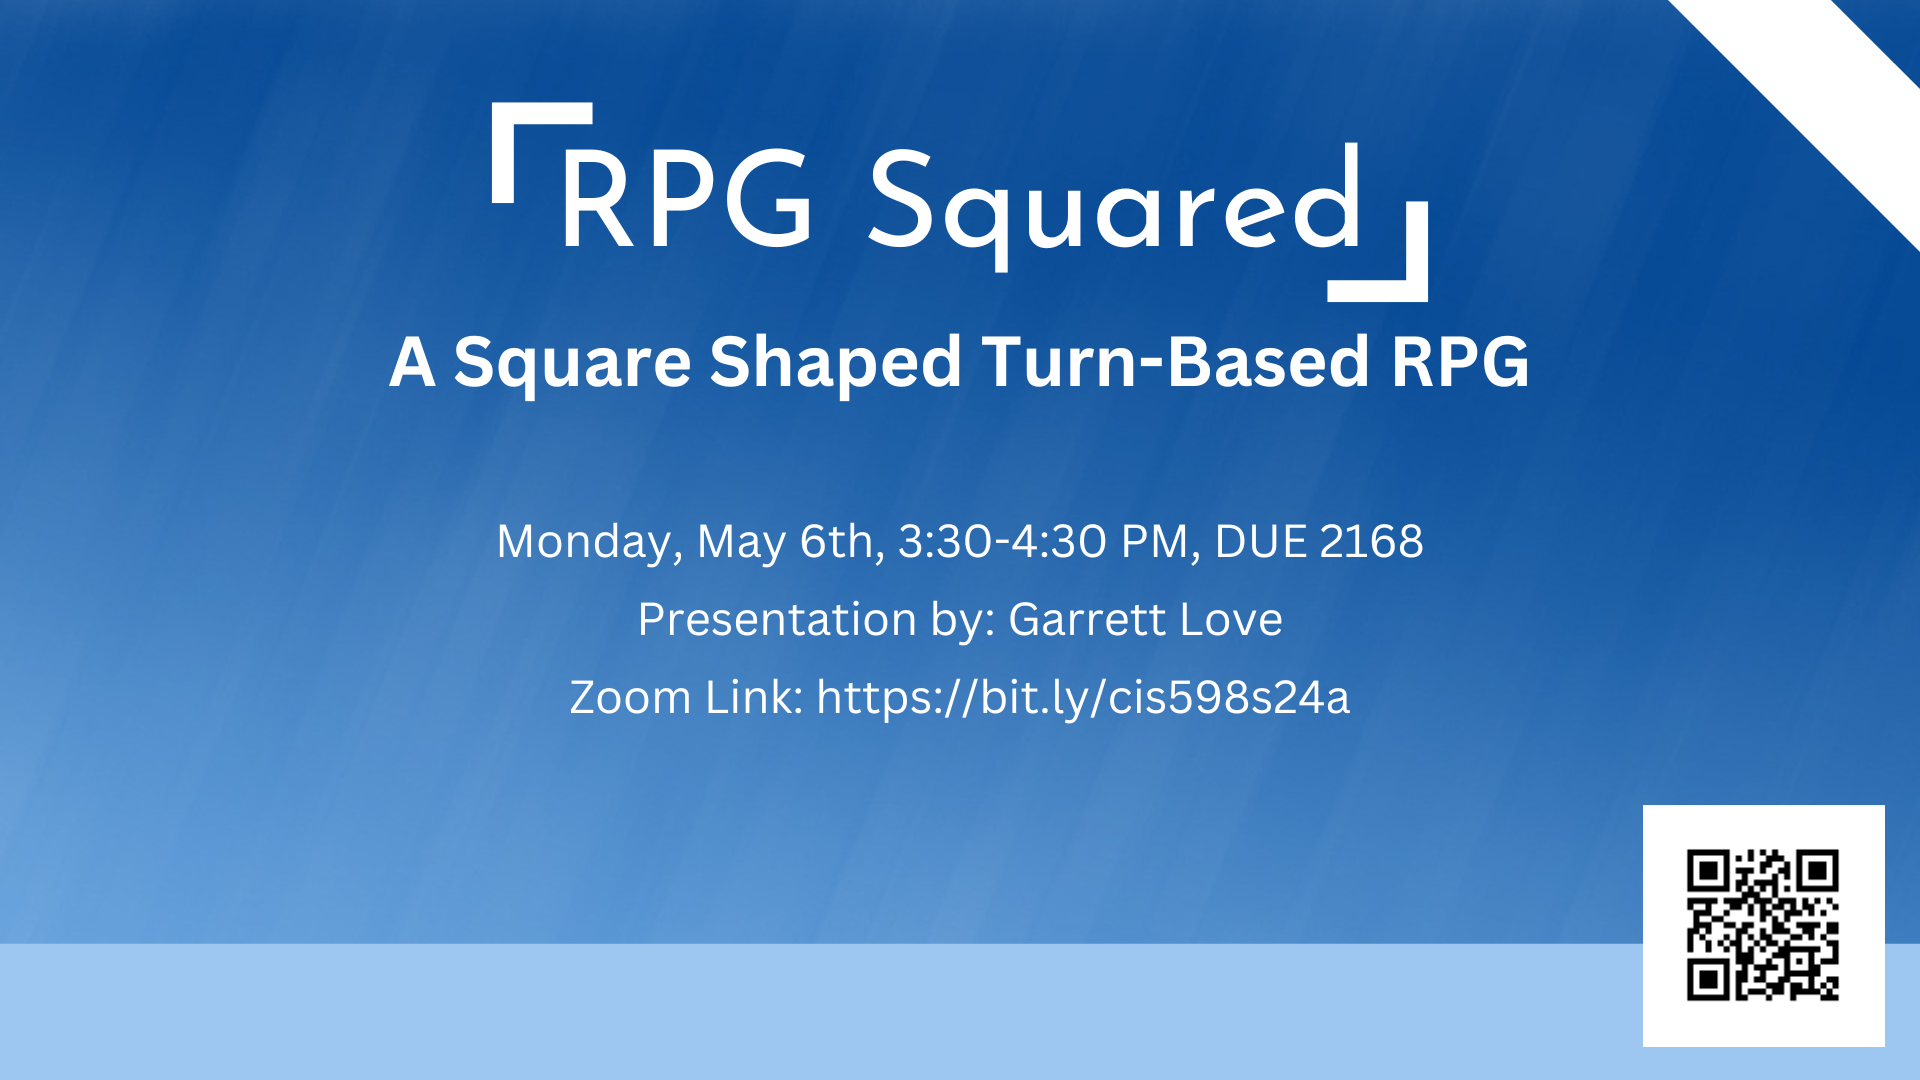 RPG Squared
A Square Shaped Turn-Based RPG
Monday, May 6th, 3:30-4:30 PM, DUE 2168
Presentation by: Garrett Love
Zoom Link: https://bit.ly/cis598s24a